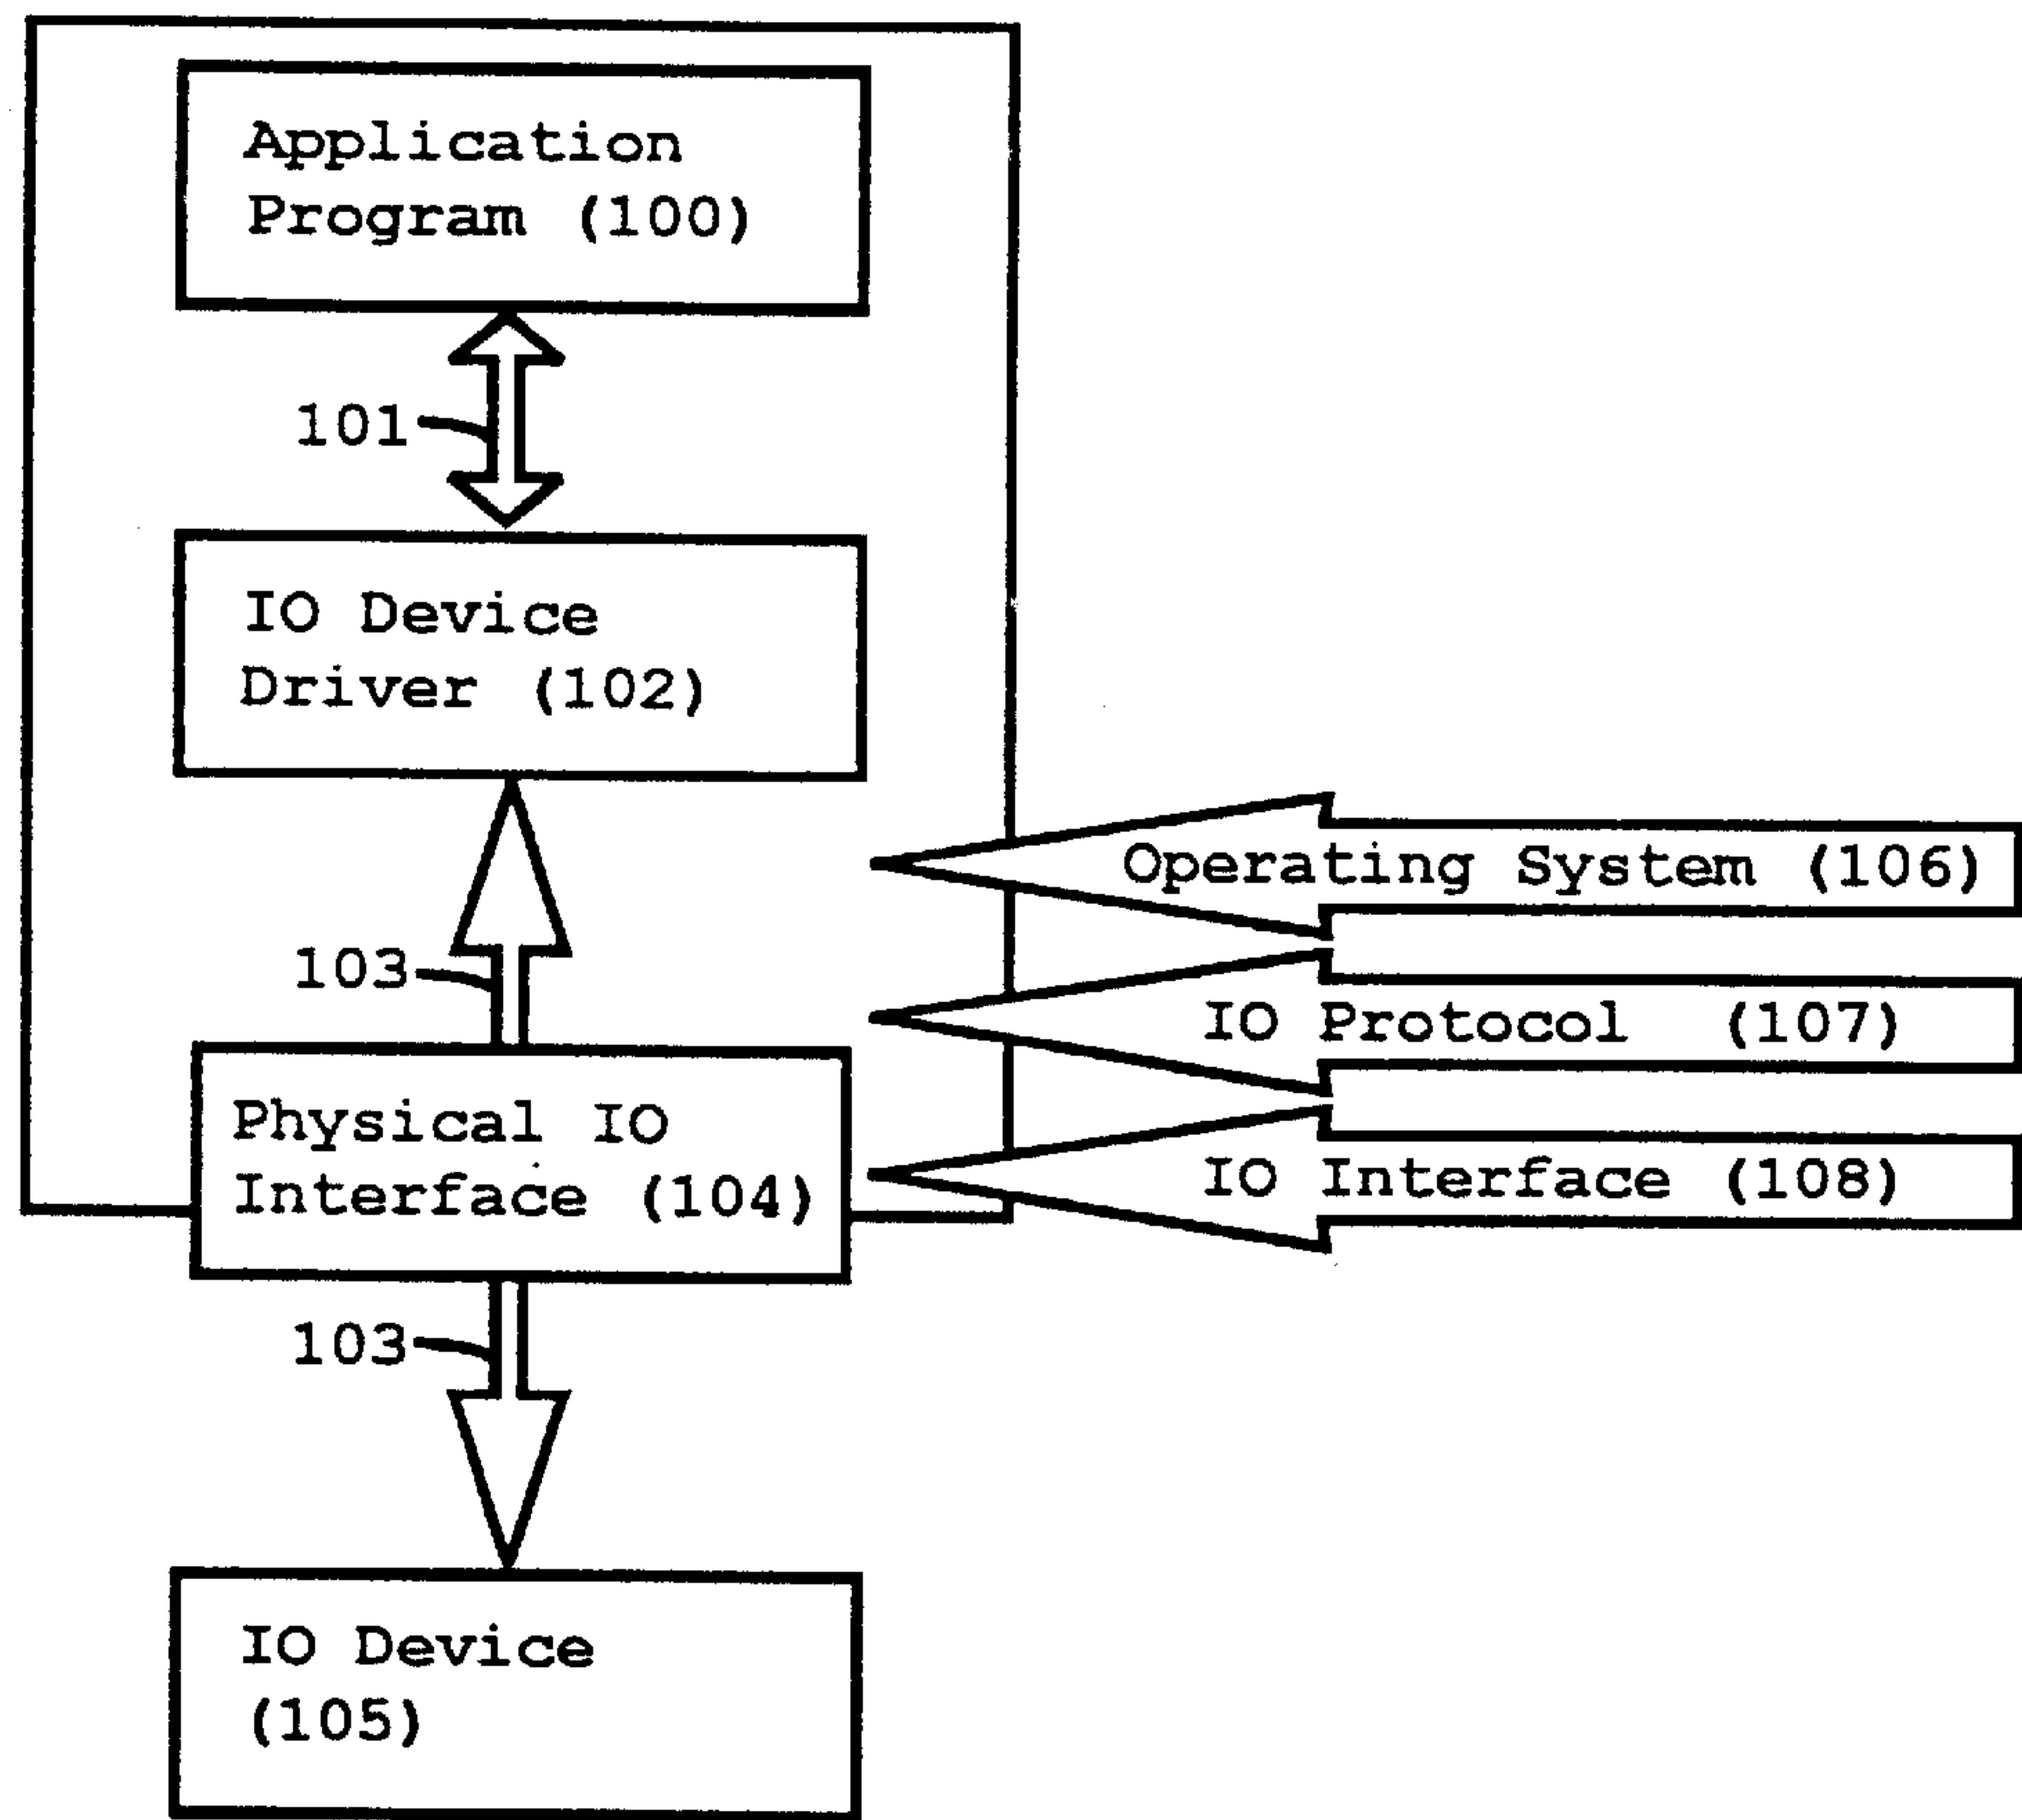 Application
Program (100)
101
IO Device
Driver (102)
Operating System (106)
103
IO Protocol (107)
Physical IO
Interface (104)
IO Interface (108)
103
IO Device
(105)